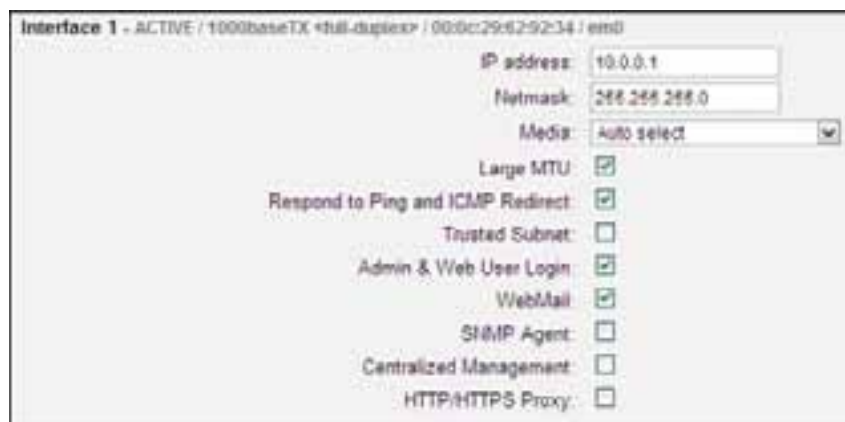 Interface 1 - ACTIVE / 1000baseTX <full-duplex> / 00:0c:29:62:92:34 / em0
IP address: 10.0.0.1
Netmask: 255.255.255.0
Media: Auto select
Large MTU
Respond to Ping and ICMP Redirect:
Trusted Subnet:
Admin & Web User Login:
WebMail
SNMP Agent:
Centralized Management:
HTTP/HTTPS Proxy: